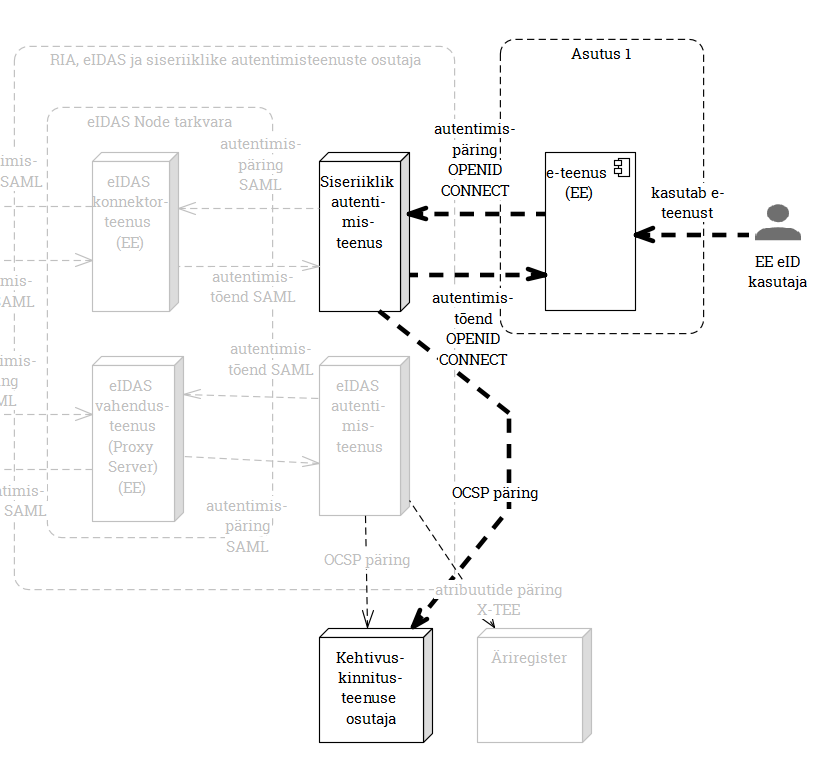 RIA, eIDAS ja siseriiklike autentimisteenuste osutaja
Asutus 1
eIDAS Node tarkvara
imis-
SAML
eIDAS
konnektor-
teenus
(EE)
autentimis-
päring
SAML
Siseriiklik
autenti-
mis-
teenus
autentimis-
päring
OPENID
CONNECT
e-teenus
(EE)
kasutab e-
teenust
EE eID
kasutaja
mis-
SAML
autentimis-
tõend SAML
autentimis-
tõend
OPENID
CONNECT
imis-
ng
ML
eIDAS
vahendus-
teenus
(Proxy
Server)
(EE)
autentimis-
tõend SAML
eIDAS
autenti-
mis-
teenus
timis-
SAML
autentimis-
päring
SAML
OCSP päring
OCSP päring
atribuutide päring
X-TEE
Kehtivus-
kinnitus-
teenuse
osutaja
Äriregister